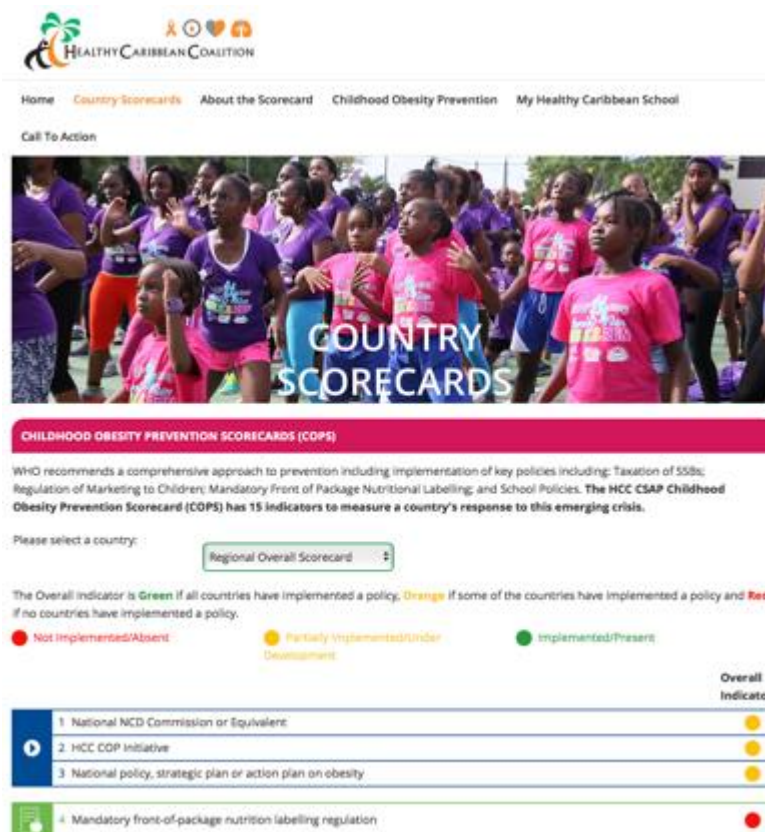 HEALTHY CARIBBEAN COALITION
Home Country Scorecards About the Scorecard Childhood Obesity Prevention My Healthy Caribbean School
Call To Action
COUNTRY
SCORECARDS
CHILDHOOD OBESITY PREVENTION SCORECARDS (COPS)
WHO recommends a comprehensive approach to prevention including implementation of key policies including: Taxation of SSBs;
Regulation of Marketing to Children; Mandatory Front of Package Nutritional Labelling; and School Policies. The HCC CSAP Childhood
Obesity Prevention Scorecard (COPS) has 15 indicators to measure a country's response to this emerging crisis.
Please select a country:
Regional Overall Scorecard
The Overall Indicator is Green if all countries have implemented a policy, Orange if some of the countries have implemented a policy and Red
if no countries have implemented a policy.
Not Implemented/Absent Partially Implemented/Under Implemented/Present
Development
Overall
Indicato
1 National NCD Commission or Equivalent
2 HCC COP Initiative
3 National policy, strategic plan or action plan on obesity
4 Mandatory front-of-package nutrition labelling regulation